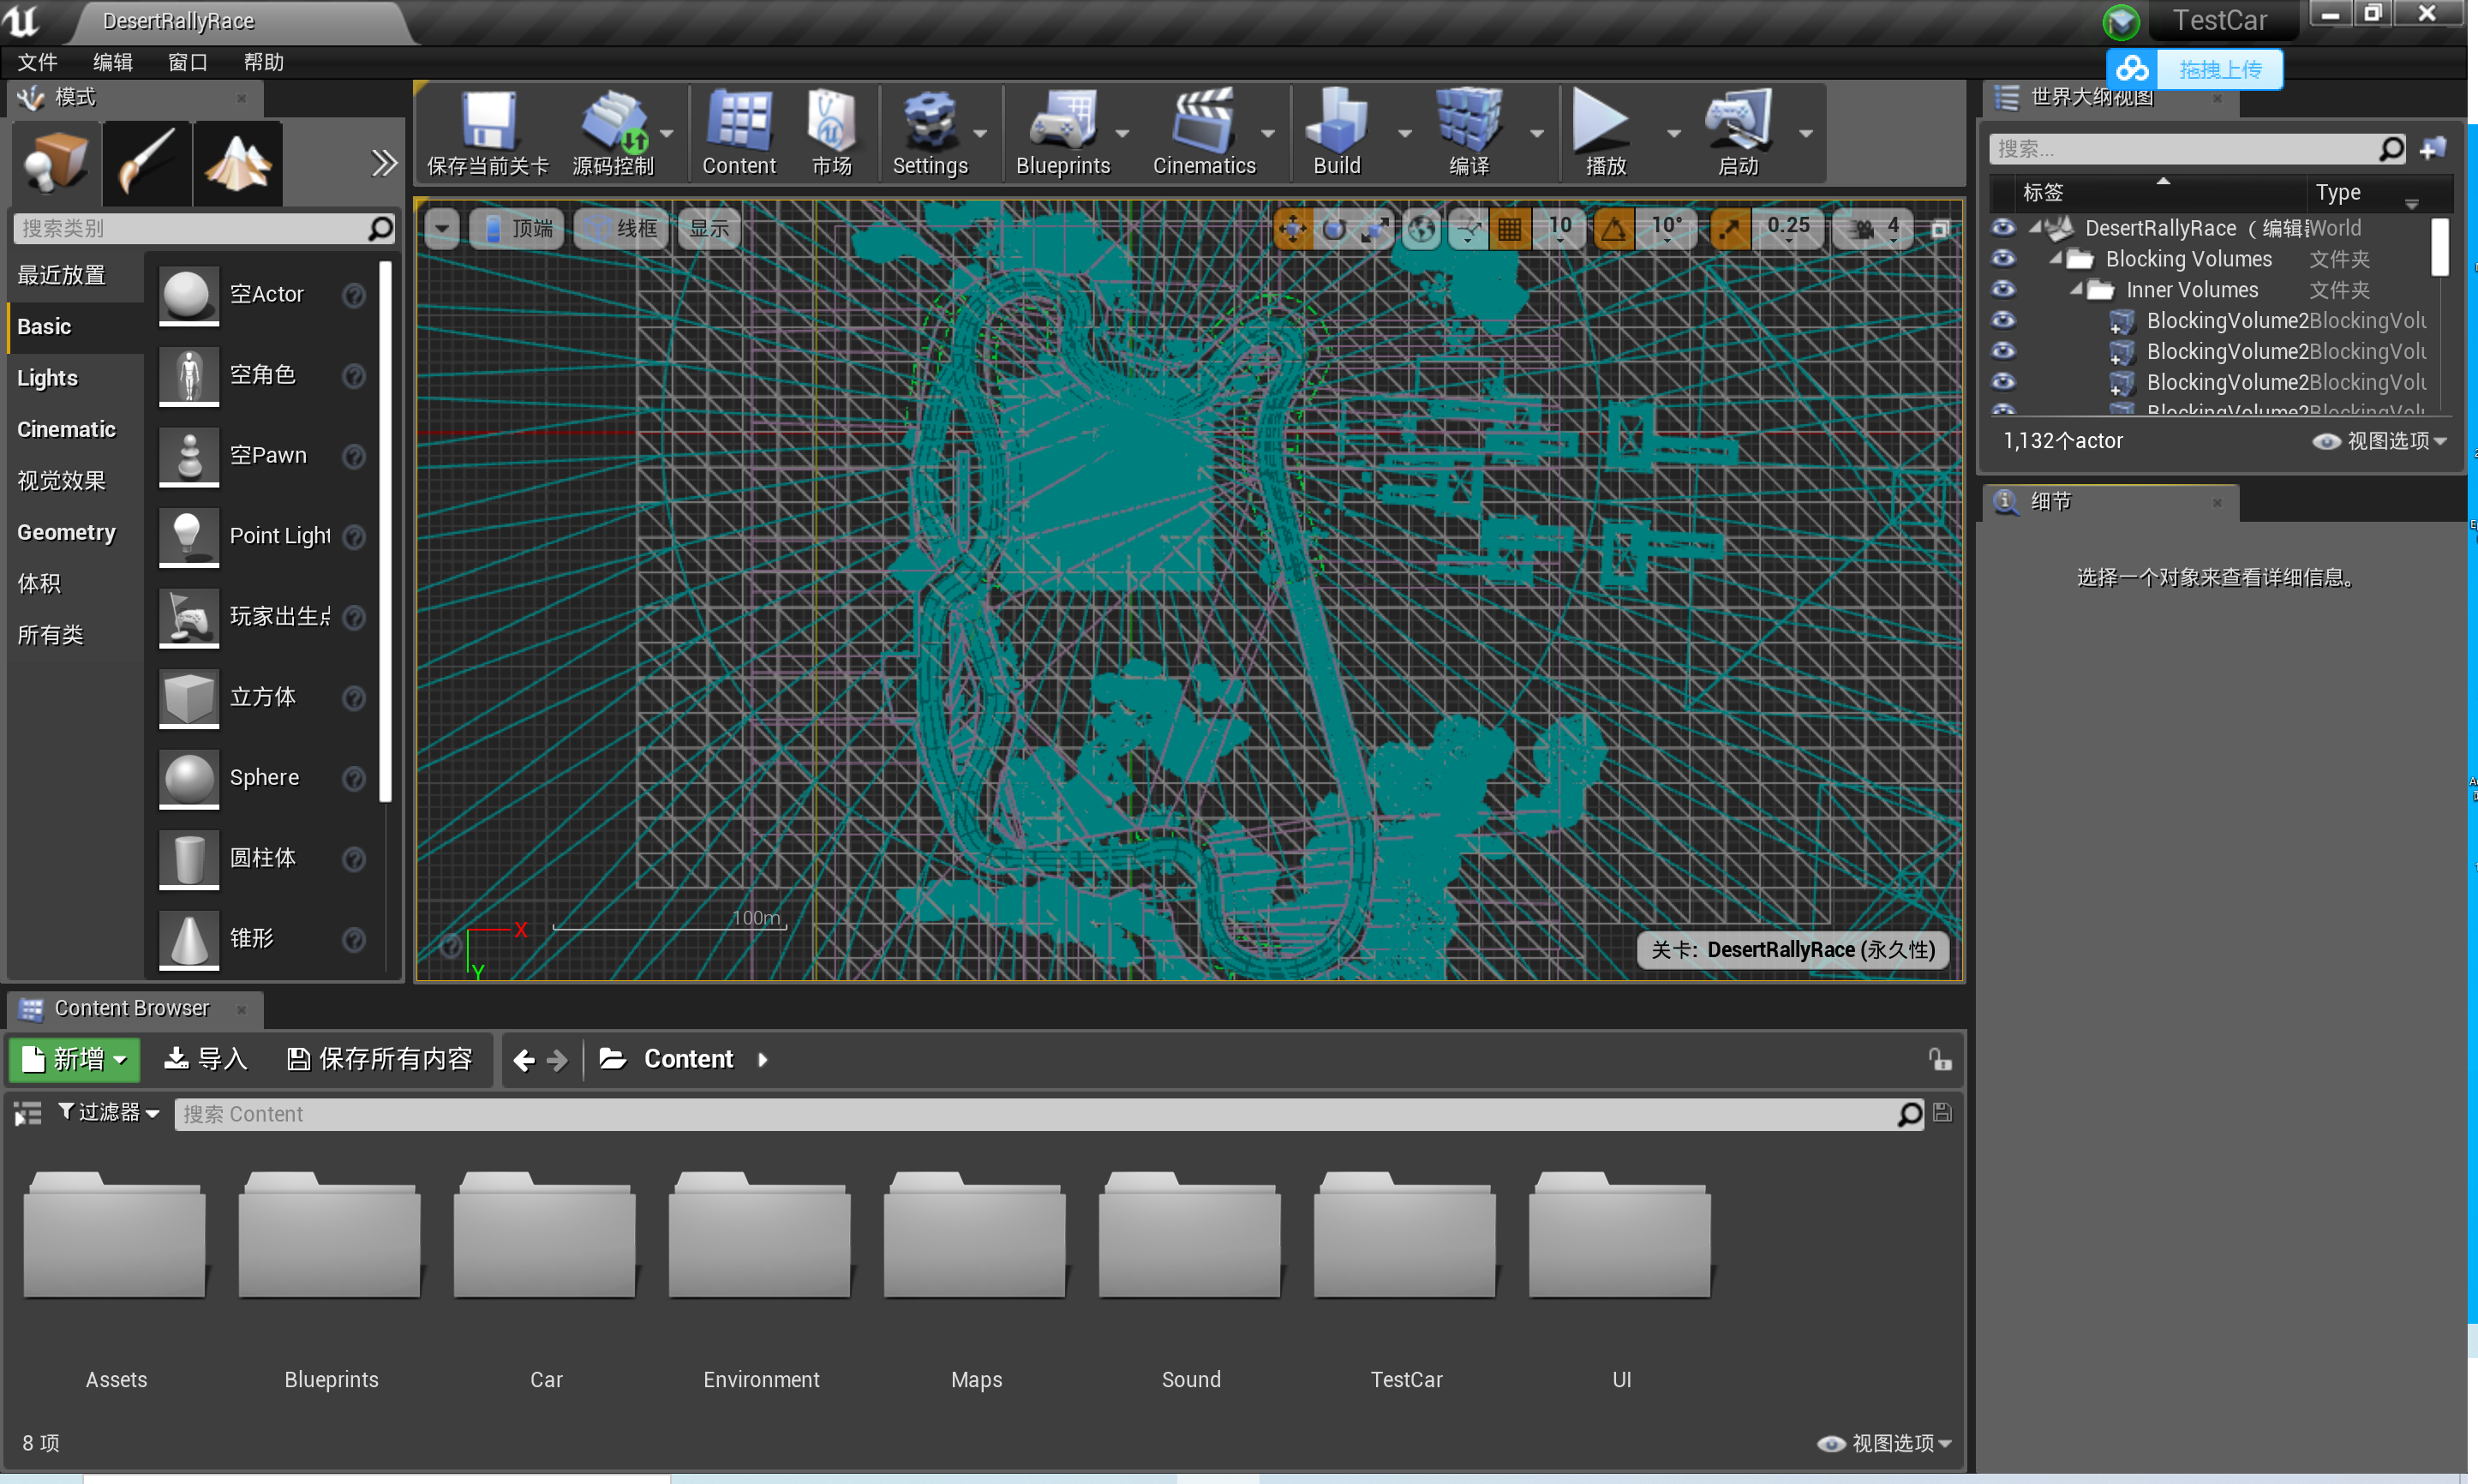 DesertRallyRace
TestCar
文件 编辑 窗口 帮助
拖拽上传
模式
保存当前关卡 源码控制 Content 市场 Settings Blueprints Cinematics Build 编译 播放 启动
世界大纲视图
搜索...
搜索类别
标签 Type
顶端 线框 显示 10 10° 0.25 4
DesertRallyRace（编辑 World
Blocking Volumes 文件夹
Inner Volumes 文件夹
BlockingVolume2 BlockingVolu
BlockingVolume2 BlockingVolu
BlockingVolume2 BlockingVolu
BlockingVolume2 BlockingVolu
1,132个actor 视图选项
最近放置
Basic
Lights
Cinematic
视觉效果
Geometry
体积
所有类
空Actor
空角色
空Pawn
Point Light
玩家出生点
立方体
Sphere
圆柱体
锥形
细节
选择一个对象来查看详细信息。
100m
X
Y
关卡: DesertRallyRace (永久性)
Content Browser
新增 导入 保存所有内容 Content
过滤器 搜索 Content
Assets Blueprints Car Environment Maps Sound TestCar UI
8 项 视图选项